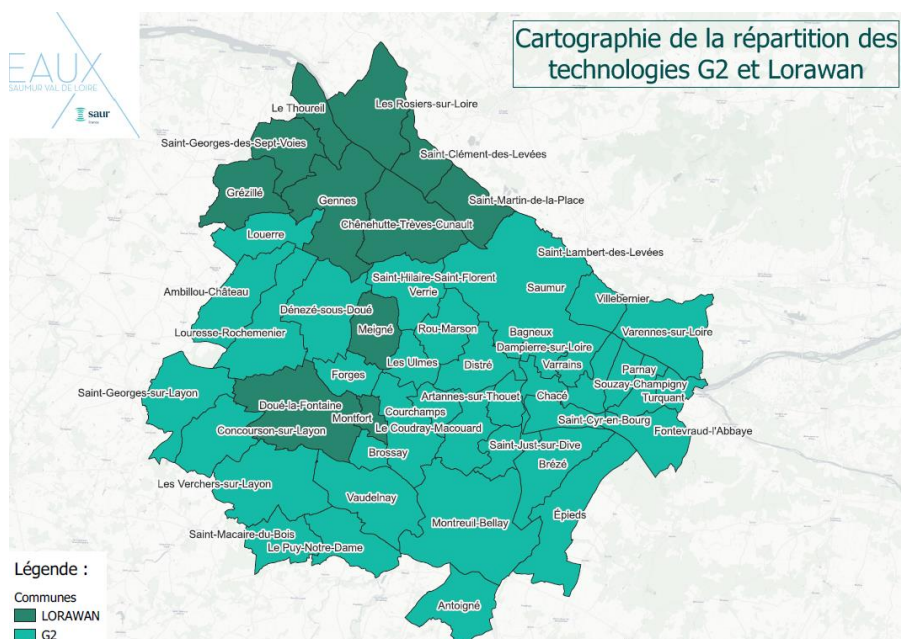 Cartographie de la répartition des
technologies G2 et Lorawan
EAUX
SAUMUR VAL DE LOIRE
saur
Les Rosiers-sur-Loire
Le Thoureil
Saint-Georges-des-Sept-Voies
Saint-Clément-des-Levées
Grézillé
Gennes
Saint-Martin-de-la-Place
Chênehutte-Trèves-Cunault
Louerre
Saint-Lambert-des-Levées
Saint-Hilaire-Saint-Florent
Ambillou-Château
Verrie
Saumur
Villebernier
Dénezé-sous-Doué
Louresse-Rochemenier
Meigné
Rou-Marson
Bagneux
Varennes-sur-Loire
Dampierre-sur-Loire
Les Ulmes
Distré
Varrains
Parnay
Forges
Souzay-Champigny
Saint-Georges-sur-Layon
Artannes-sur-Thouet
Chacé
Turquant
Doué-la-Fontaine
Courchamps
Montfort
Saint-Cyr-en-Bourg
Concourson-sur-Layon
Le Coudray-Macouard
Fontevraud-l'Abbaye
Saint-Just-sur-Dive
Brossay
Brézé
Les Verchers-sur-Layon
Vaudelnay
Épieds
Montreuil-Bellay
Saint-Macaire-du-Bois
Le Puy-Notre-Dame
Antoigné
Légende :
Communes
LORAWAN
G2